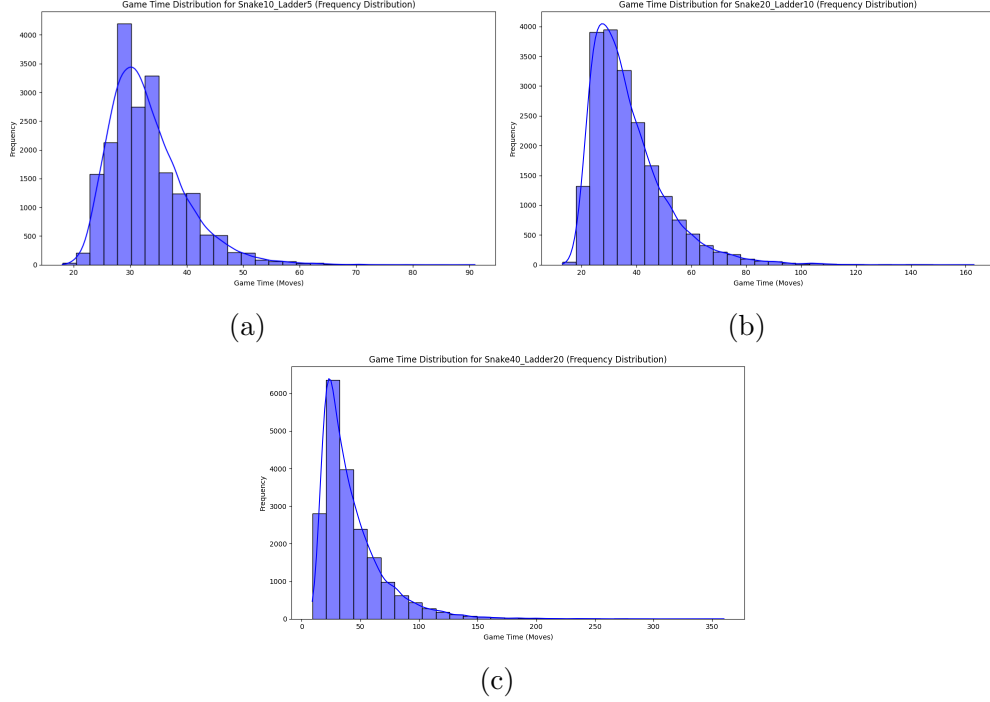 Game Time Distribution for Snake10_Ladder5 (Frequency Distribution)
Frequency
4000
3500
3000
2500
2000
1500
1000
500
0
20 30 40 50 60 70 80 90
Game Time (Moves)
(a)
Game Time Distribution for Snake20_Ladder10 (Frequency Distribution)
Frequency
4000
3500
3000
2500
2000
1500
1000
500
0
20 40 60 80 100 120 140 160
Game Time (Moves)
(b)
Game Time Distribution for Snake40_Ladder20 (Frequency Distribution)
Frequency
6000
5000
4000
3000
2000
1000
0
0 50 100 150 200 250 300 350
Game Time (Moves)
(c)